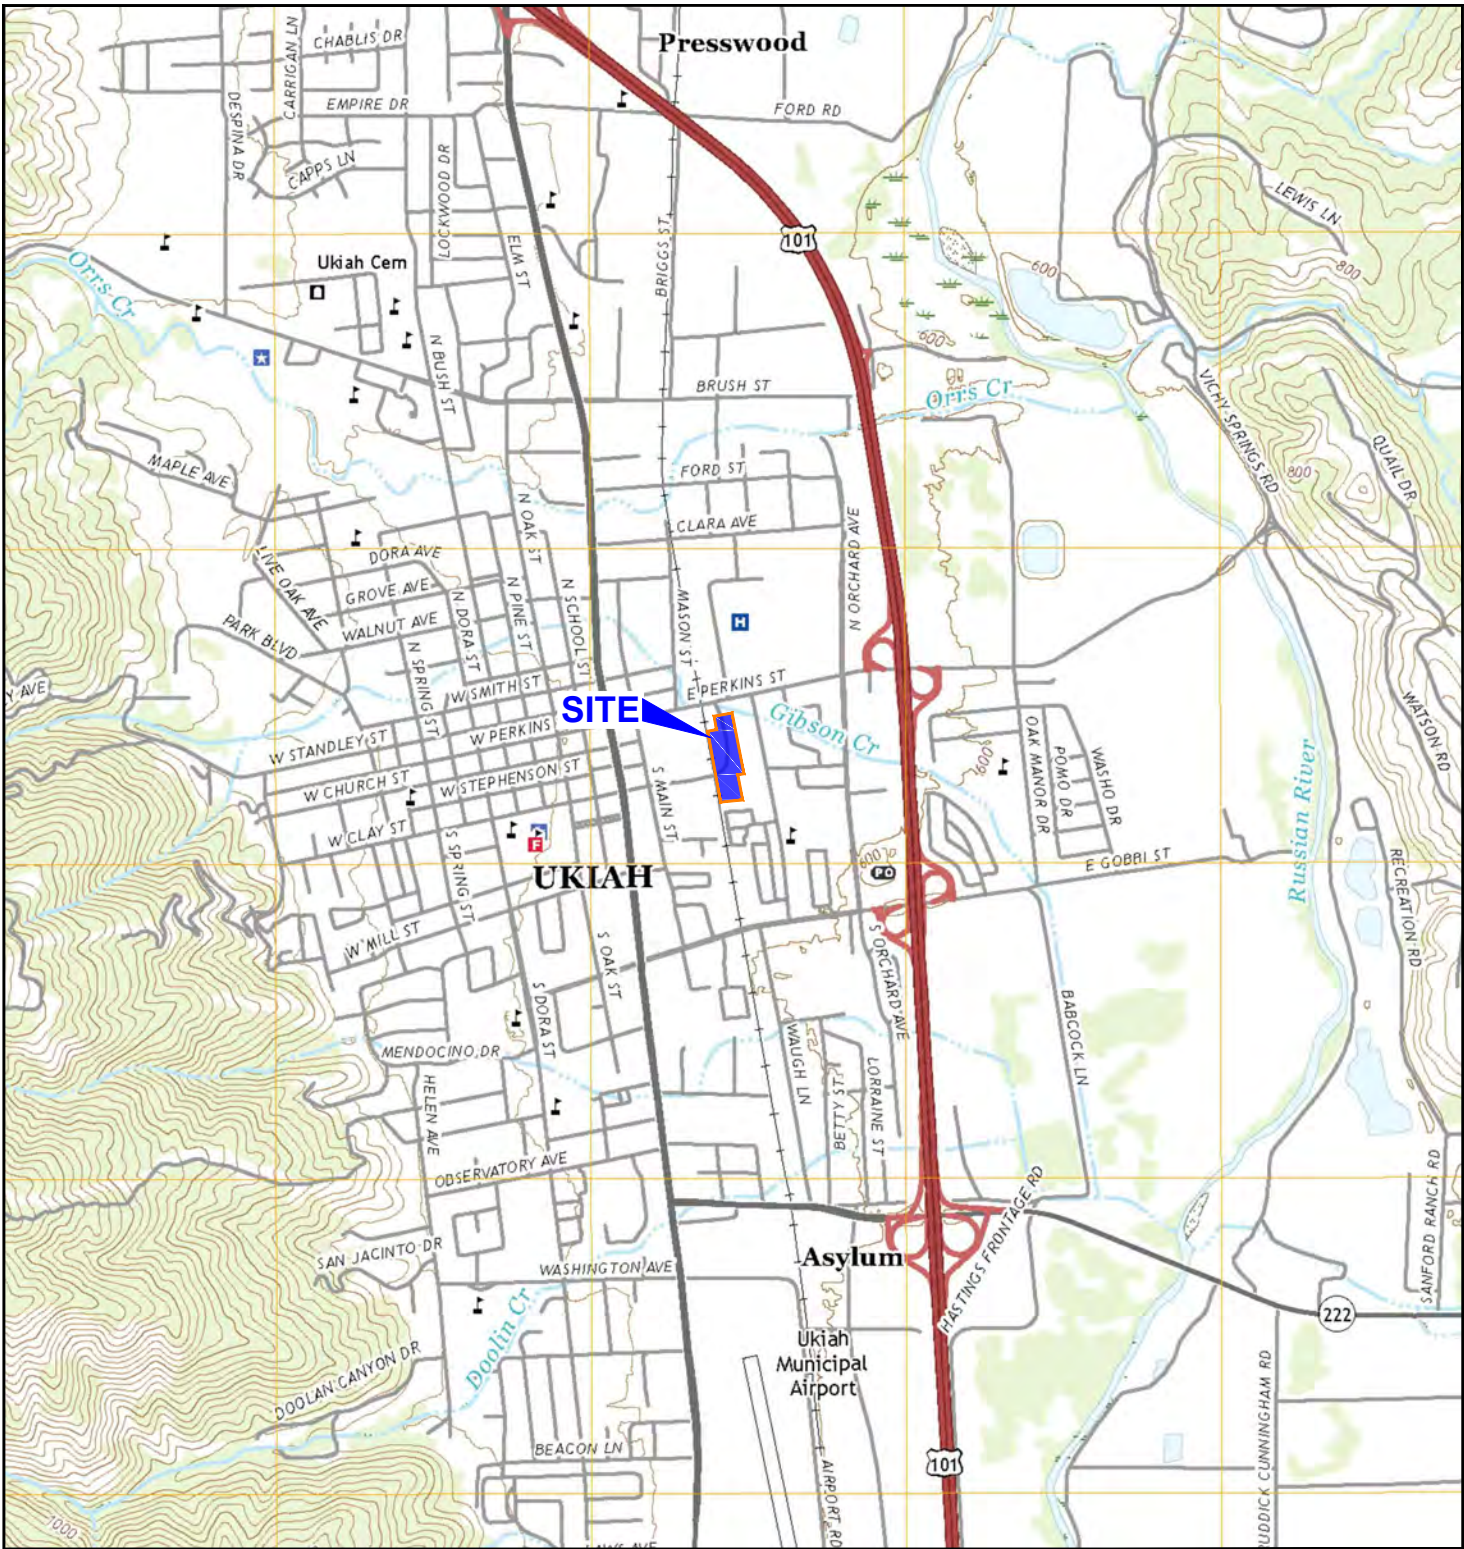 Presswood
CHABLIS DR
CARRIGAN LN
DESPINA DR
EMPIRE DR
FORD RD
CAPPS LN
LOCKWOOD DR
LEWIS LN
ELM ST
BRIGGS ST
101
Orrs Cr
Ukiah Cem
600
800
600
N BUSH ST
BRUSH ST
Orrs Cr
VICHY SPRINGS RD
QUAIL DR
MAPLE AVE
FORD ST
800
N OAK ST
CLARA AVE
N ORCHARD AVE
LIVE OAK AVE
DORA AVE
GROVE AVE
N DORA ST
N PINE ST
N SCHOOL ST
MASON ST
H
PARK BLVD
WALNUT AVE
N SPRING ST
W SMITH ST
E PERKINS ST
Y AVE
SITE
Gibson Cr
W STANDLEY ST
W PERKINS
WATSON RD
W CHURCH ST
W STEPHENSON ST
S MAIN ST
600
OAK MANOR DR
POMO DR
WASHO DR
Russian River
W CLAY ST
F
S SPRING ST
UKIAH
600
PO
E GOBBI ST
RECREATION RD
W MILL ST
S OAK ST
S ORCHARD AVE
S DORA ST
BABCOCK LN
MENDOCINO DR
WAUGH LN
HELEN AVE
BETTY ST
LORRAINE ST
OBSERVATORY AVE
HASTINGS FRONTAGE RD
SANFORD RANCH RD
SAN JACINTO DR
Asylum
WASHINGTON AVE
222
Doolin Cr
Ukiah
Municipal
Airport
DOOLAN CANYON DR
RUDDICK CUNNINGHAM RD
BEACON LN
101
AIRPORT RD
1000
LAWS AVE